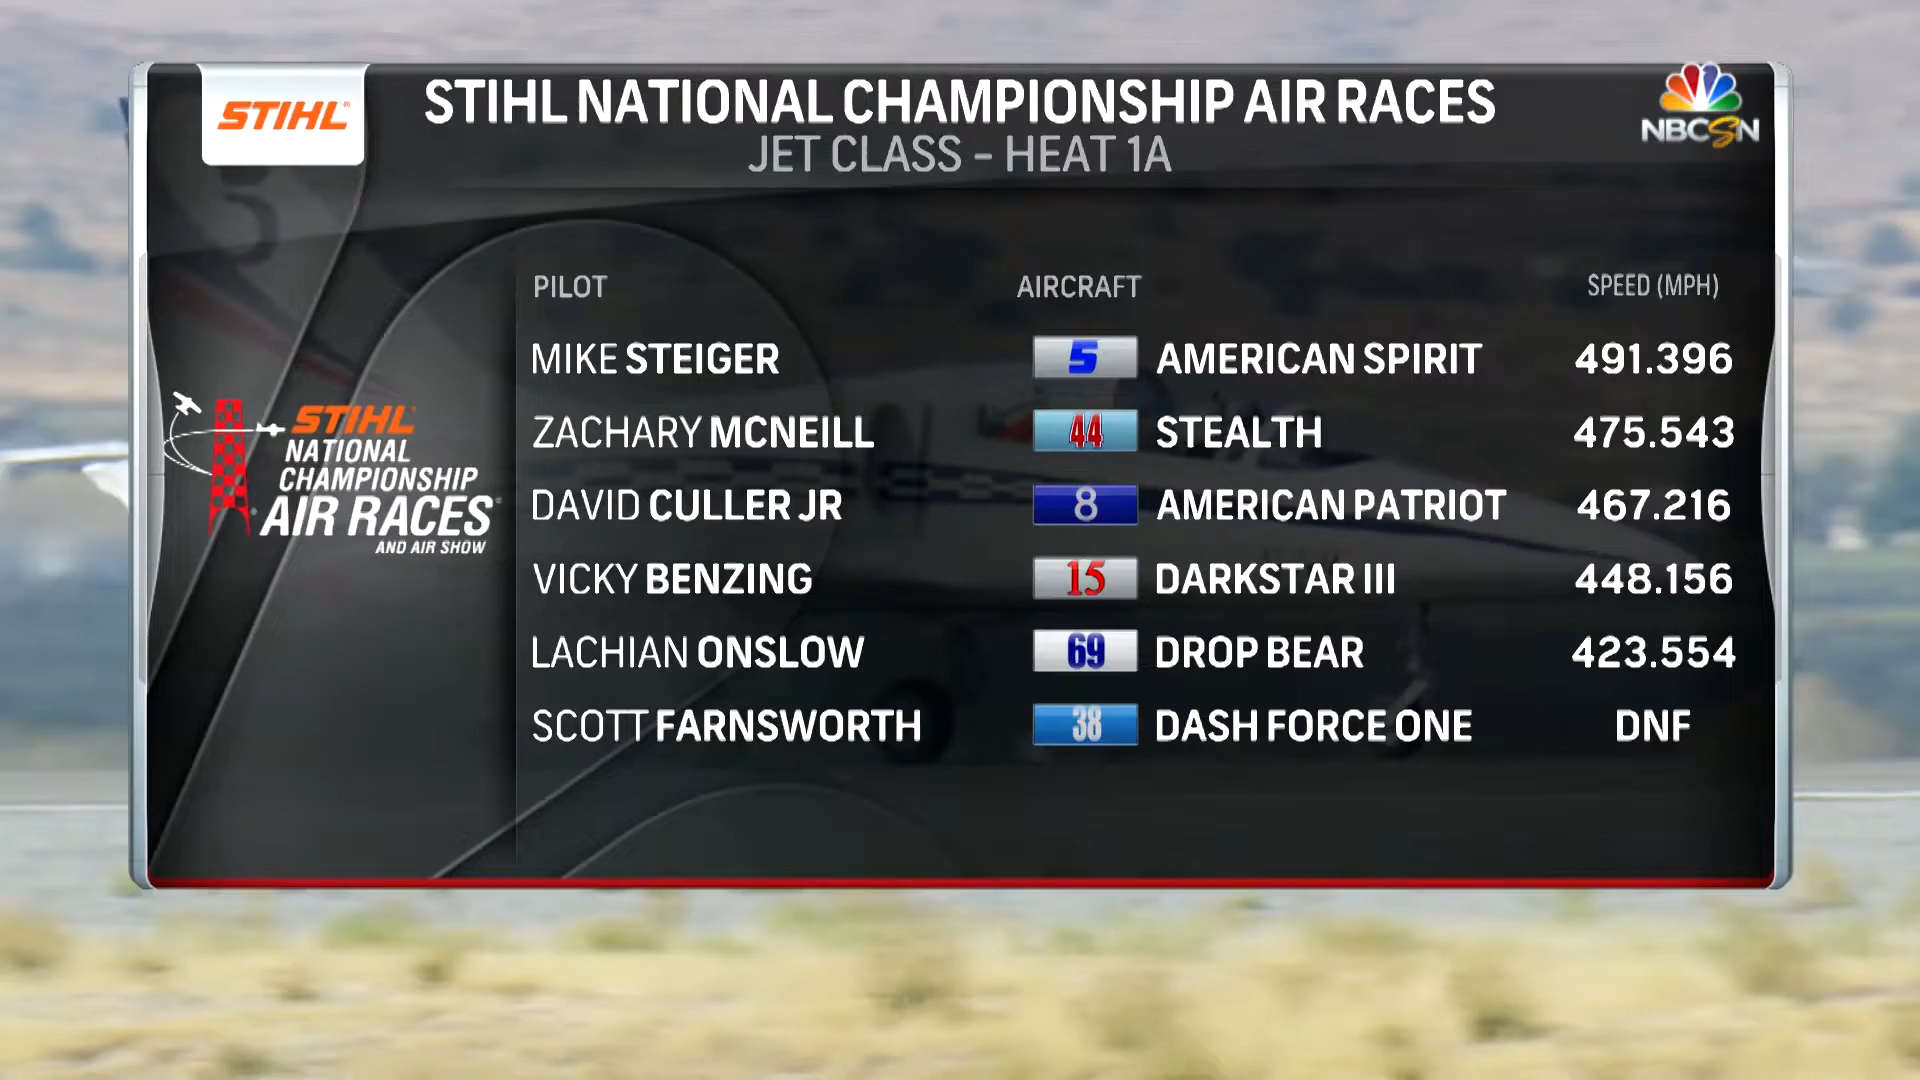 STIHL
STIHL NATIONAL CHAMPIONSHIP AIR RACES
NBCSN
JET CLASS – HEAT 1A
PILOT AIRCRAFT SPEED (MPH)
MIKE STEIGER 5 AMERICAN SPIRIT 491.396
ZACHARY MCNEILL 44 STEALTH 475.543
DAVID CULLER JR 8 AMERICAN PATRIOT 467.216
VICKY BENZING 15 DARKSTAR III 448.156
LACHIAN ONSLOW 69 DROP BEAR 423.554
SCOTT FARNSWORTH 38 DASH FORCE ONE DNF
STIHL
NATIONAL
CHAMPIONSHIP
AIR RACES
AND AIR SHOW
5